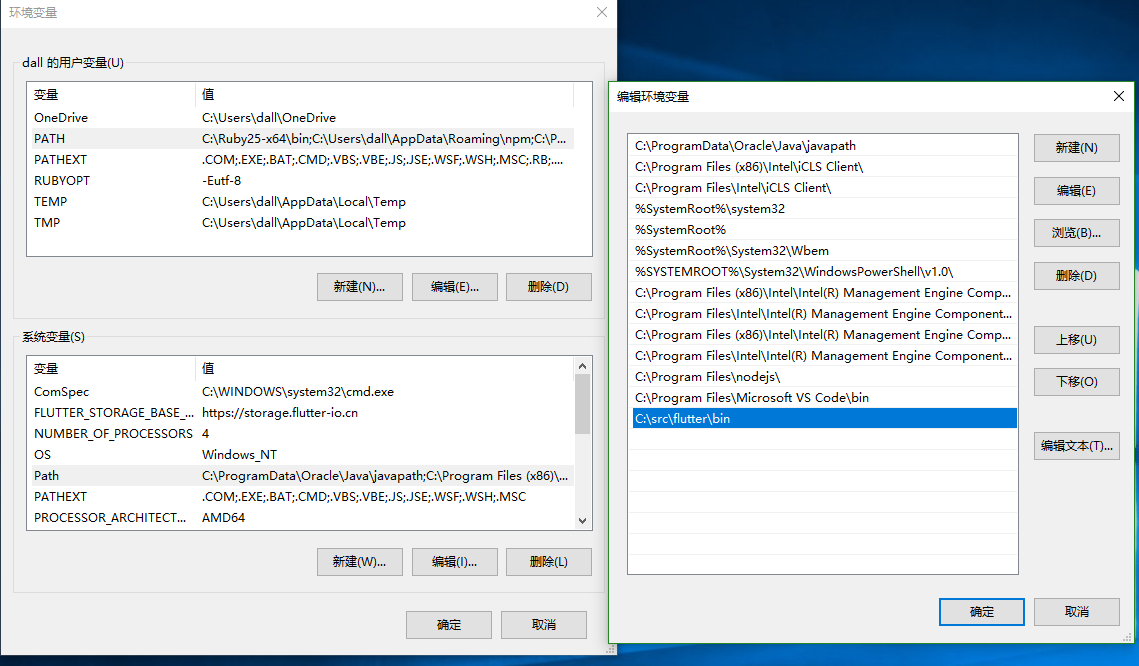 环境变量
dall 的用户变量(U)
变量 值
OneDrive C:\Users\dall\OneDrive
PATH C:\Ruby25-x64\bin;C:\Users\dall\AppData\Roaming\npm;C:\P...
PATHEXT .COM;.EXE;.BAT;.CMD;.VBS;.VBE;.JS;.JSE;.WSF;.WSH;.MSC;.RB;....
RUBYOPT -Eutf-8
TEMP C:\Users\dall\AppData\Local\Temp
TMP C:\Users\dall\AppData\Local\Temp
新建(N)... 编辑(E)... 删除(D)
系统变量(S)
变量 值
ComSpec C:\WINDOWS\system32\cmd.exe
FLUTTER_STORAGE_BASE_... https://storage.flutter-io.cn
NUMBER_OF_PROCESSORS 4
OS Windows_NT
Path C:\ProgramData\Oracle\Java\javapath;C:\Program Files (x86)\...
PATHEXT .COM;.EXE;.BAT;.CMD;.VBS;.VBE;.JS;.JSE;.WSF;.WSH;.MSC
PROCESSOR_ARCHITECT... AMD64
新建(W)... 编辑(I)... 删除(L)
确定 取消
编辑环境变量
C:\ProgramData\Oracle\Java\javapath
C:\Program Files (x86)\Intel\iCLS Client\
C:\Program Files\Intel\iCLS Client\
%SystemRoot%\system32
%SystemRoot%
%SystemRoot%\System32\Wbem
%SYSTEMROOT%\System32\WindowsPowerShell\v1.0\
C:\Program Files (x86)\Intel\Intel(R) Management Engine Comp...
C:\Program Files\Intel\Intel(R) Management Engine Component...
C:\Program Files (x86)\Intel\Intel(R) Management Engine Comp...
C:\Program Files\Intel\Intel(R) Management Engine Component...
C:\Program Files\nodejs\
C:\Program Files\Microsoft VS Code\bin
C:\src\flutter\bin
新建(N)
编辑(E)
浏览(B)...
删除(D)
上移(U)
下移(O)
编辑文本(T)...
确定 取消